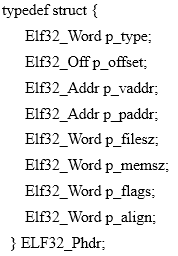 typedef struct {
Elf32_Word p_type;
Elf32_Off p_offset;
Elf32_Addr p_vaddr;
Elf32_Addr p_paddr;
Elf32_Word p_filesz;
Elf32_Word p_memsz;
Elf32_Word p_flags;
Elf32_Word p_align;
} ELF32_Phdr;